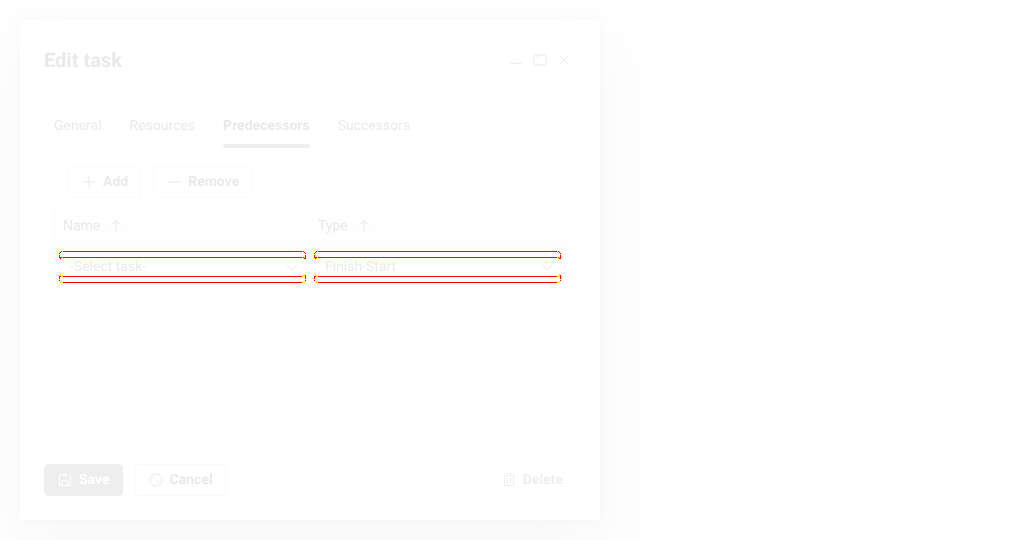 Edit task
General Resources Predecessors Successors
Add Remove
Name Type
-Select task- Finish-Start
Save Cancel Delete